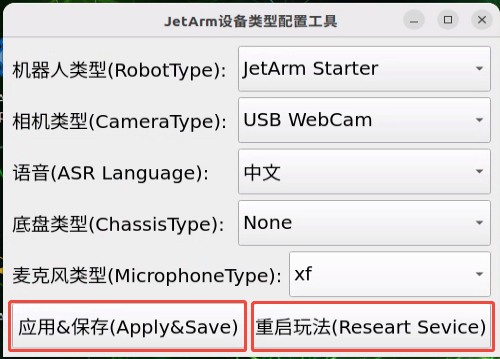 JetArm设备类型配置工具
机器人类型(RobotType): JetArm Starter
相机类型(CameraType): USB WebCam
语音(ASR Language): 中文
底盘类型(ChassisType): None
麦克风类型(MicrophoneType): xf
应用&保存(Apply&Save) 重启玩法(Researt Sevice)